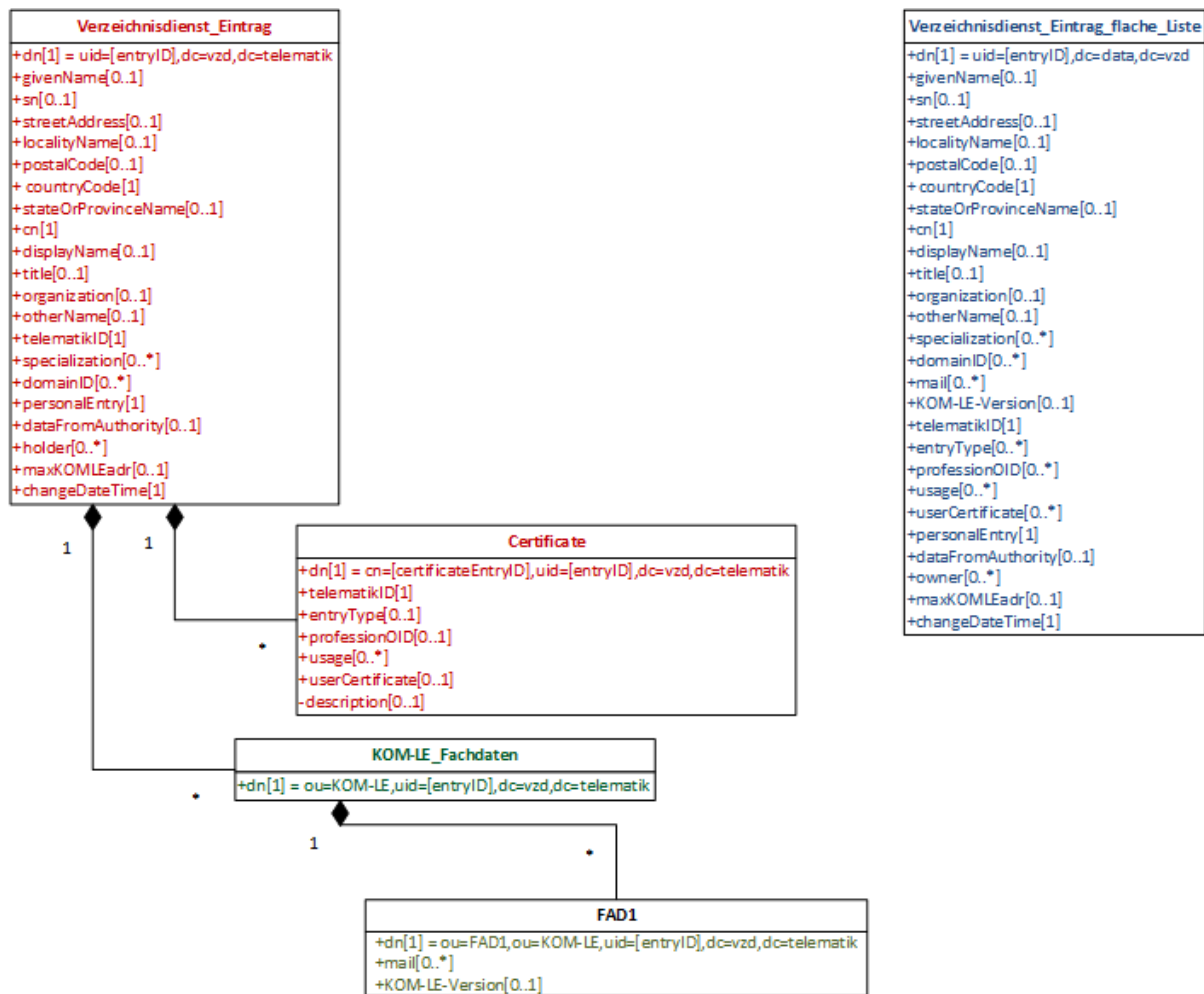 Verzeichnisdienst_Eintrag
+dn[1] = uid=[entryID],dc=vzd,dc=telematik
+givenName[0..1]
+sn[0..1]
+streetAddress[0..1]
+localityName[0..1]
+postalCode[0..1]
+ countryCode[1]
+stateOrProvinceName[0..1]
+cn[1]
+displayName[0..1]
+title[0..1]
+organization[0..1]
+otherName[0..1]
+telematikID[1]
+specialization[0..*]
+domainID[0..*]
+personalEntry[1]
+dataFromAuthority[0..1]
+holder[0..*]
+maxKOMLEadr[0..1]
+changeDateTime[1]
1
1
Certificate
+dn[1] = cn=[certificateEntryID],uid=[entryID],dc=vzd,dc=telematik
+telematikID[1]
+entryType[0..1]
+professionOID[0..1]
+usage[0..*]
+userCertificate[0..1]
-description[0..1]
*
KOM-LE_Fachdaten
+dn[1] = ou=KOM-LE,uid=[entryID],dc=vzd,dc=telematik
*
1
*
FAD1
+dn[1] = ou=FAD1,ou=KOM-LE,uid=[entryID],dc=vzd,dc=telematik
+mail[0..*]
+KOM-LE-Version[0..1]
Verzeichnisdienst_Eintrag_flache_Liste
+dn[1] = uid=[entryID],dc=data,dc=vzd
+givenName[0..1]
+sn[0..1]
+streetAddress[0..1]
+localityName[0..1]
+postalCode[0..1]
+ countryCode[1]
+stateOrProvinceName[0..1]
+cn[1]
+displayName[0..1]
+title[0..1]
+organization[0..1]
+otherName[0..1]
+specialization[0..*]
+domainID[0..*]
+mail[0..*]
+KOM-LE-Version[0..1]
+telematikID[1]
+entryType[0..*]
+professionOID[0..*]
+usage[0..*]
+userCertificate[0..*]
+personalEntry[1]
+dataFromAuthority[0..1]
+owner[0..*]
+maxKOMLEadr[0..1]
+changeDateTime[1]